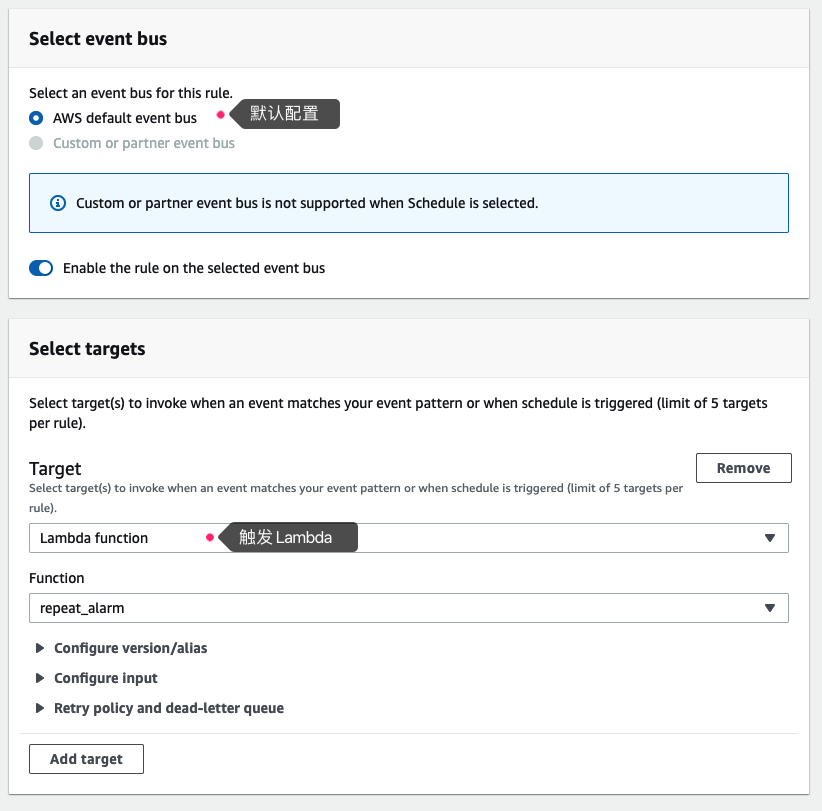 Select event bus
Select an event bus for this rule.
AWS default event bus
默认配置
Custom or partner event bus
Custom or partner event bus is not supported when Schedule is selected.
Enable the rule on the selected event bus
Select targets
Select target(s) to invoke when an event matches your event pattern or when schedule is triggered (limit of 5 targets
per rule).
Target
Remove
Select target(s) to invoke when an event matches your event pattern or when schedule is triggered (limit of 5 targets per
rule).
Lambda function
触发 Lambda
Function
repeat_alarm
Configure version/alias
Configure input
Retry policy and dead-letter queue
Add target